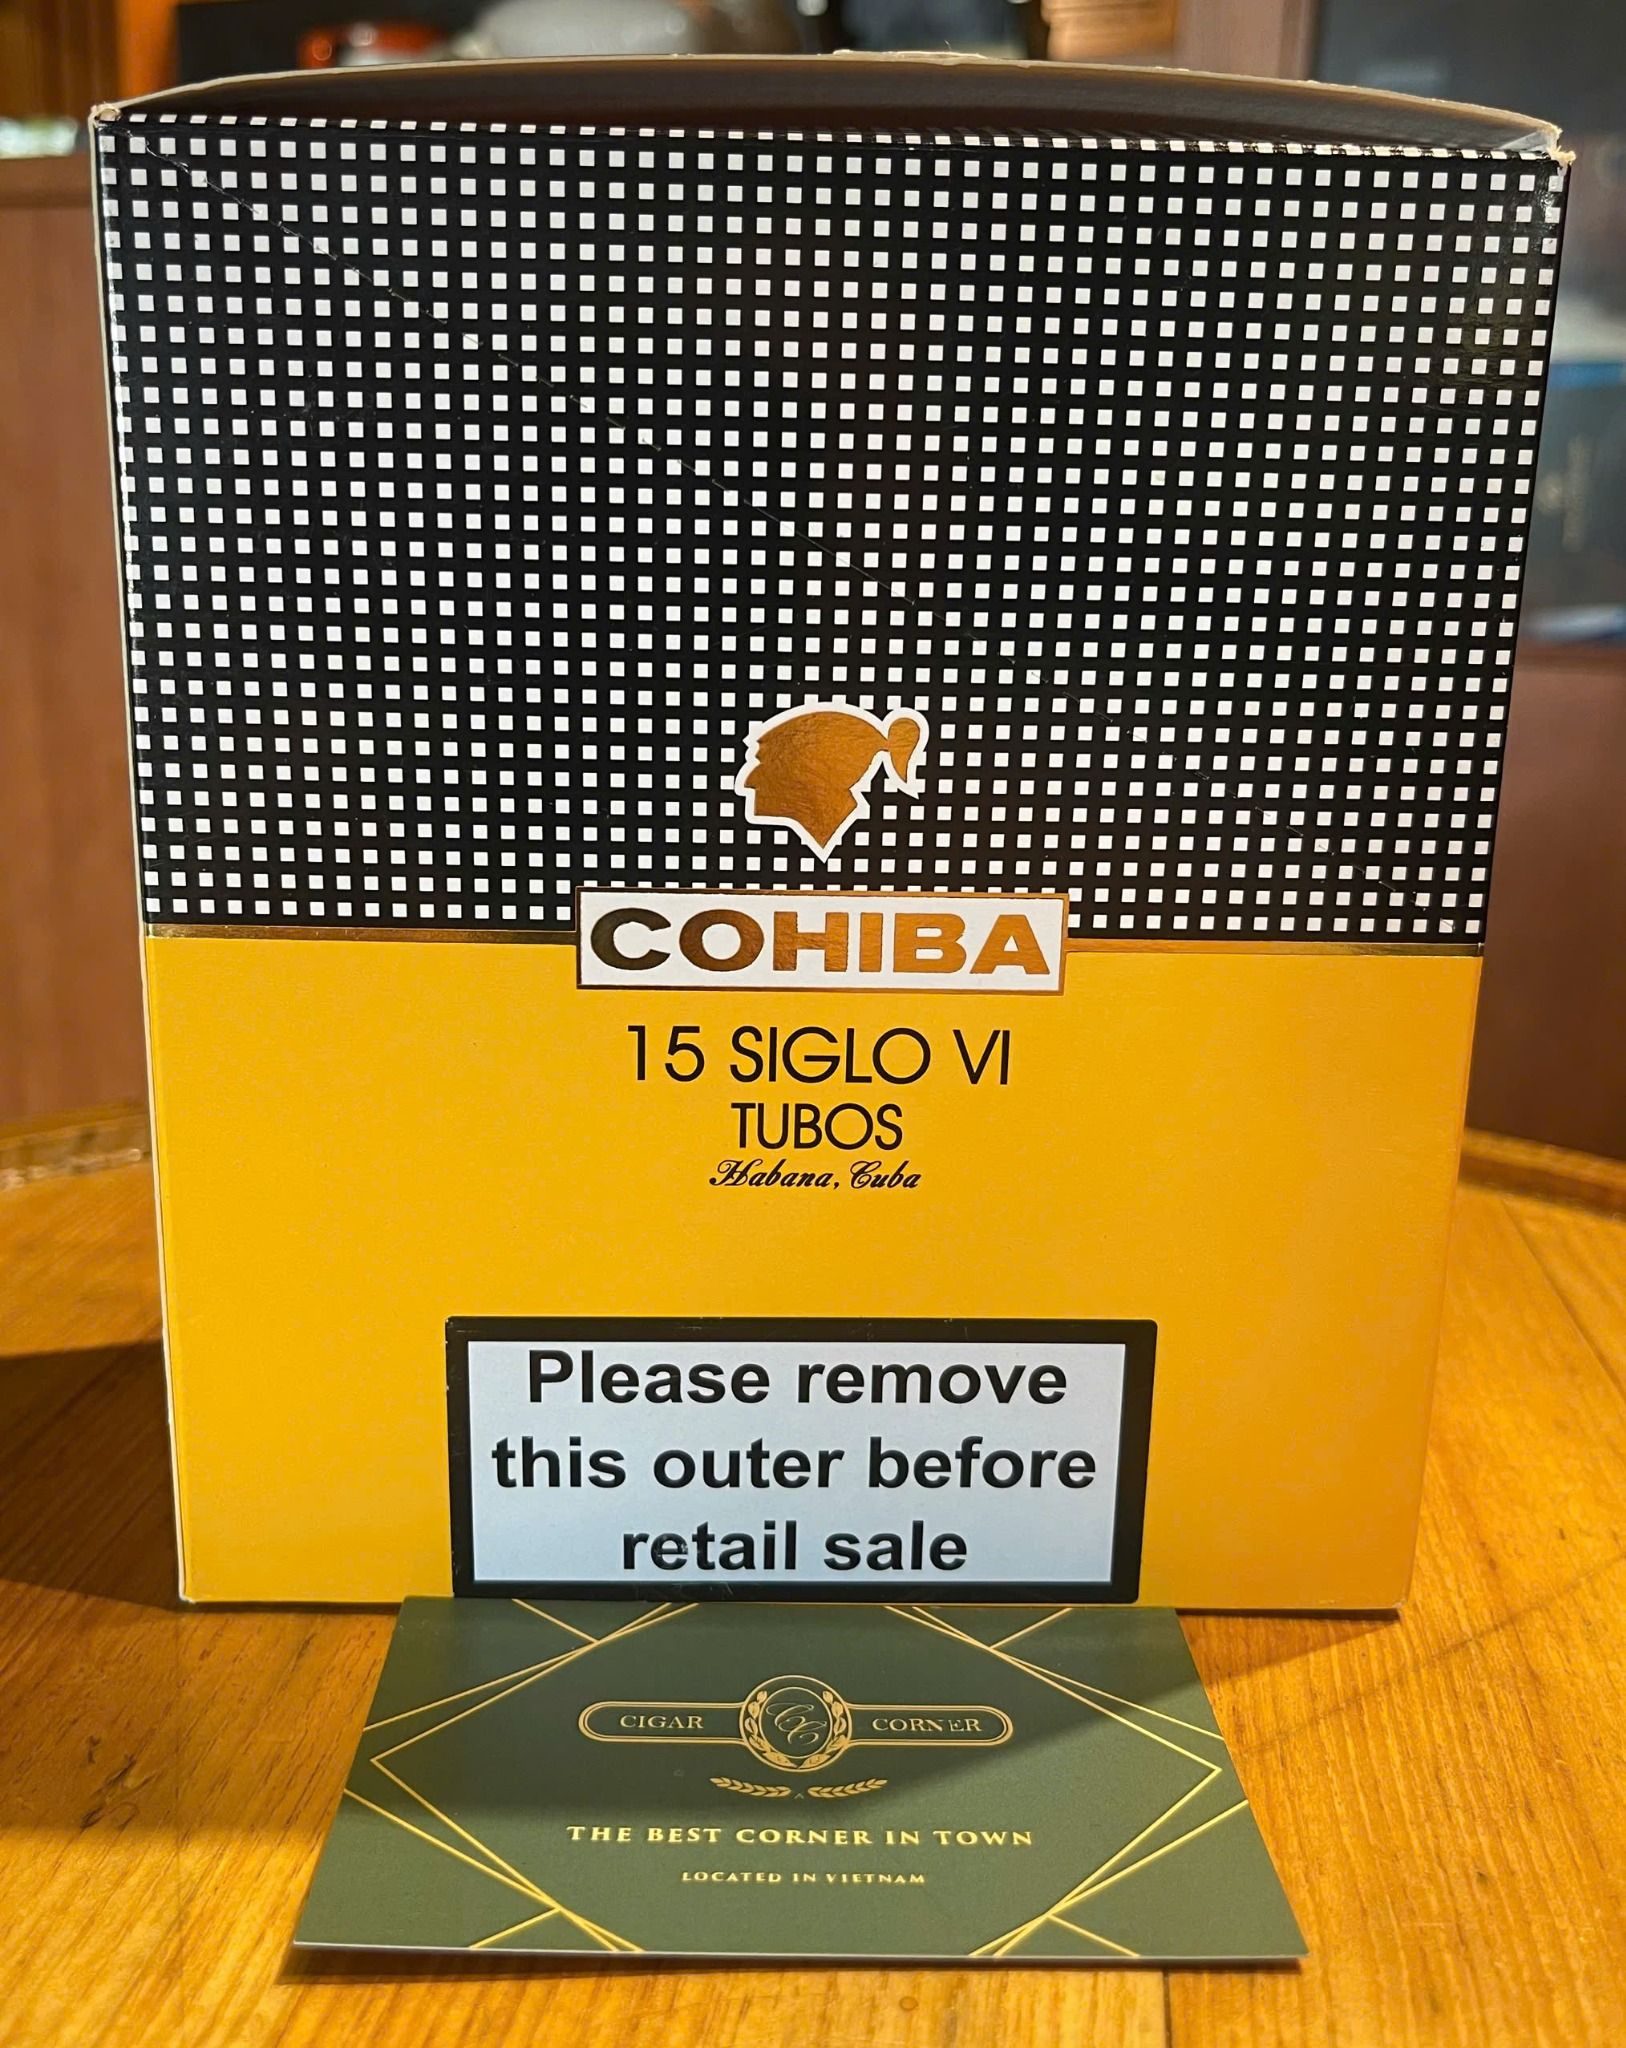 COHIBA
15 SIGLO VI
TUBOS
Habana, Cuba
Please remove
this outer before
retail sale
CIGAR CC CORNER
THE BEST CORNER IN TOWN
LOCATED IN VIETNAM